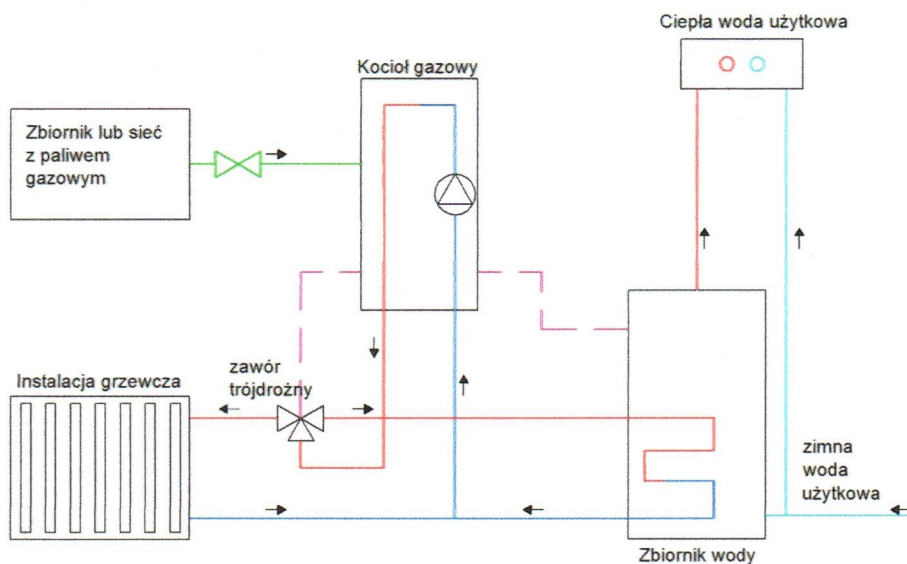 Ciepła woda użytkowa
Kocioł gazowy
Zbiornik lub sieć
z paliwem
gazowym
zawór
trójdrożny
Instalacja grzewcza
zimna
woda
użytkowa
Zbiornik wody